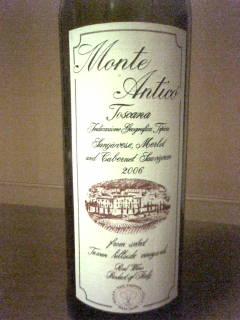 Monte
Antico
Toscana
Indicazione Geografica Tipica
Sangiovese, Merlot
and Cabernet Sauvignon
2006
from select
Tuscan hillside vineyards
Red Wine
Product of Italy